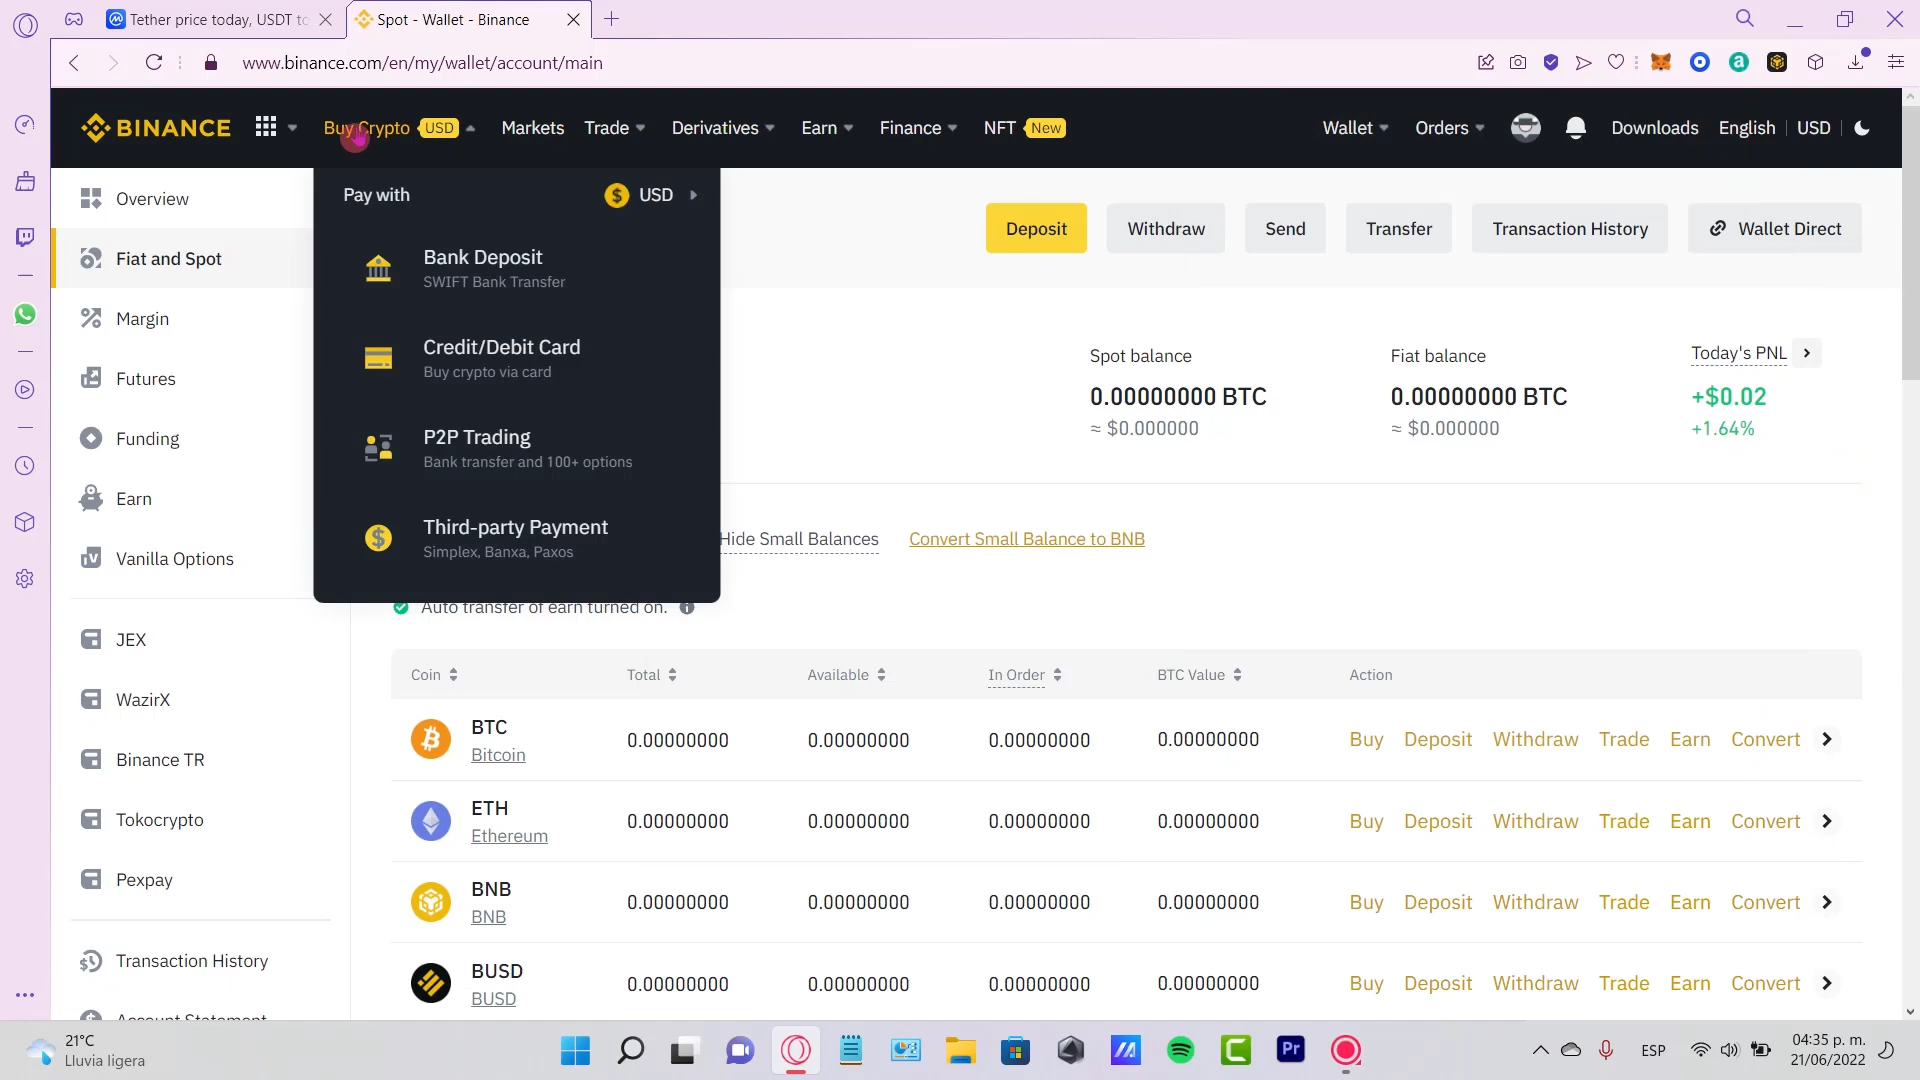 Tether price today, USDT to
Spot - Wallet - Binance
www.binance.com/en/my/wallet/account/main
BINANCE
Buy Crypto USD
Markets
Trade
Derivatives
Earn
Finance
NFT New
Wallet
Orders
Downloads
English
USD
Pay with
USD
Overview
Fiat and Spot
Margin
Futures
Funding
Earn
Vanilla Options
JEX
WazirX
Binance TR
Tokocrypto
Pexpay
Transaction History
Account Statement
Bank Deposit
SWIFT Bank Transfer
Credit/Debit Card
Buy crypto via card
P2P Trading
Bank transfer and 100+ options
Third-party Payment
Simplex, Banxa, Paxos
Deposit
Withdraw
Send
Transfer
Transaction History
Wallet Direct
Spot balance
0.00000000 BTC
≈ $0.000000
Fiat balance
0.00000000 BTC
≈ $0.000000
Today's PNL
+$0.02
+1.64%
Hide Small Balances
Convert Small Balance to BNB
Auto transfer of earn turned on.
Coin Total Available In Order BTC Value Action
BTC
Bitcoin
0.00000000 0.00000000 0.00000000 0.00000000 Buy Deposit Withdraw Trade Earn Convert
ETH
Ethereum
0.00000000 0.00000000 0.00000000 0.00000000 Buy Deposit Withdraw Trade Earn Convert
BNB
BNB
0.00000000 0.00000000 0.00000000 0.00000000 Buy Deposit Withdraw Trade Earn Convert
BUSD
BUSD
0.00000000 0.00000000 0.00000000 0.00000000 Buy Deposit Withdraw Trade Earn Convert
21°C
Lluvia ligera
Pr
ESP
04:35 p. m.
21/06/2022